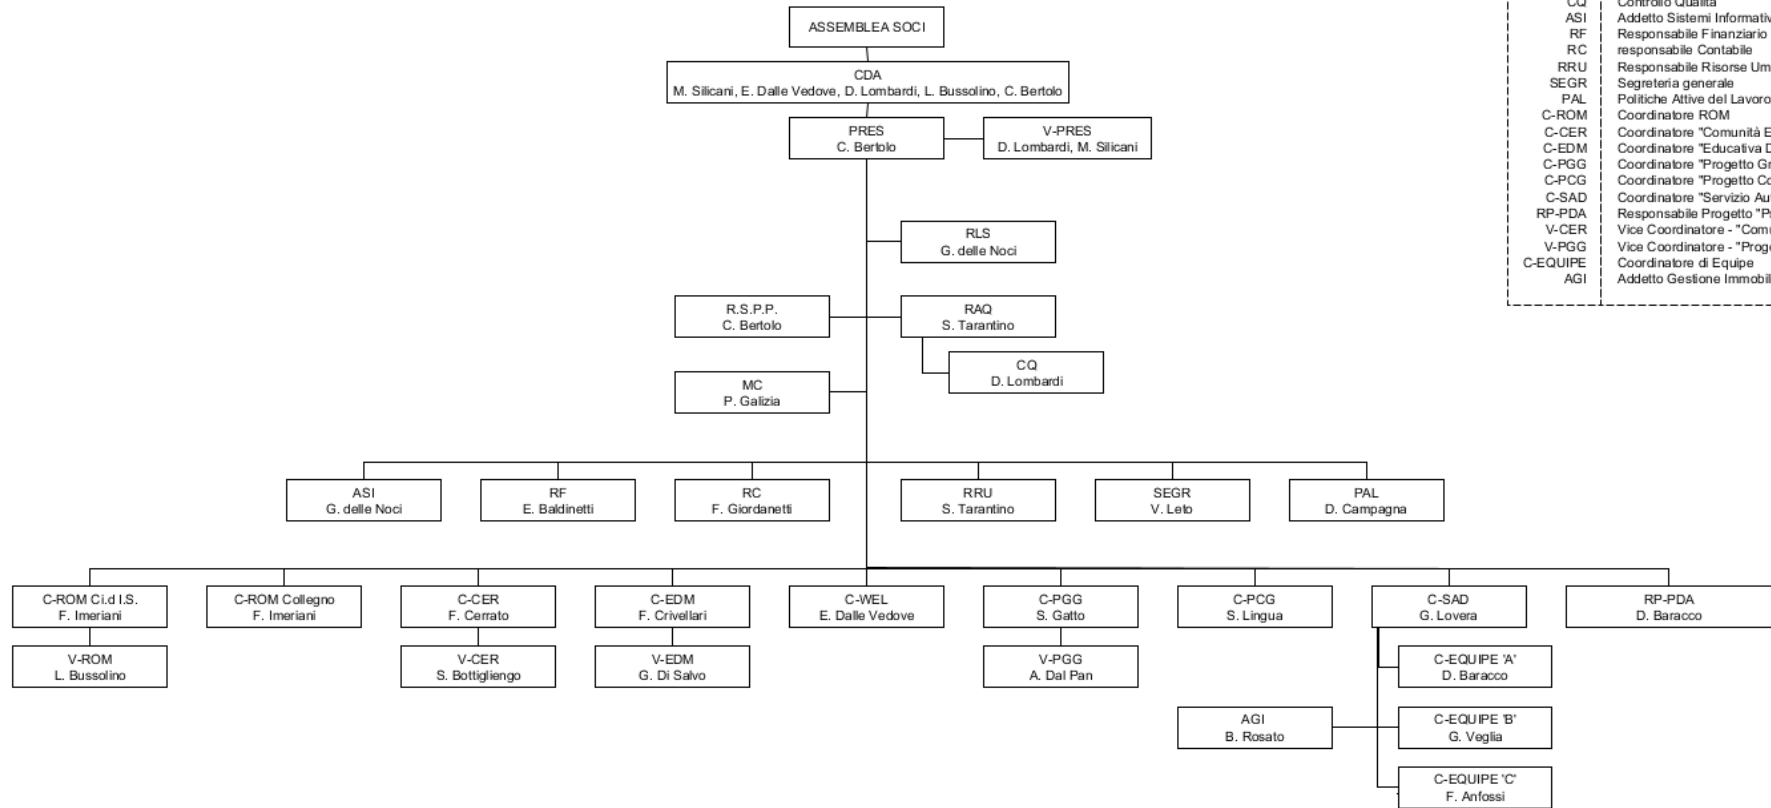 ASSEMBLEA SOCI
CDA
M. Silicani, E. Dalle Vedove, D. Lombardi, L. Bussolino, C. Bertolo
PRES
C. Bertolo
V-PRES
D. Lombardi, M. Silicani
RLS
G. delle Noci
R.S.P.P.
C. Bertolo
RAQ
S. Tarantino
CQ
D. Lombardi
MC
P. Galizia
ASI
G. delle Noci
RF
E. Baldinetti
RC
F. Giordanetti
RRU
S. Tarantino
SEGR
V. Leto
PAL
D. Campagna
C-ROM Ci.d I.S.
F. Imeriani
C-ROM Collegno
F. Imeriani
C-CER
F. Cerrato
C-EDM
F. Crivellari
C-WEL
E. Dalle Vedove
C-PGG
S. Gatto
C-PCG
S. Lingua
C-SAD
G. Lovera
RP-PDA
D. Baracco
V-ROM
L. Bussolino
V-CER
S. Bottigliengo
V-EDM
G. Di Salvo
V-PGG
A. Dal Pan
C-EQUIPE 'A'
D. Baracco
AGI
B. Rosato
C-EQUIPE 'B'
G. Veglia
C-EQUIPE 'C'
F. Anfossi
CQ Controllo Qualità
ASI Addetto Sistemi Informativ
RF Responsabile Finanziario
RC responsabile Contabile
RRU Responsabile Risorse Um
SEGR Segreteria generale
PAL Politiche Attive del Lavoro
C-ROM Coordinatore ROM
C-CER Coordinatore "Comunità E
C-EDM Coordinatore "Educativa D
C-PGG Coordinatore "Progetto Gr
C-PCG Coordinatore "Progetto Co
C-SAD Coordinatore "Servizio Au
RP-PDA Responsabile Progetto "Pr
V-CER Vice Coordinatore - "Comu
V-PGG Vice Coordinatore - "Proge
C-EQUIPE Coordinatore di Equipe
AGI Addetto Gestione Immobil